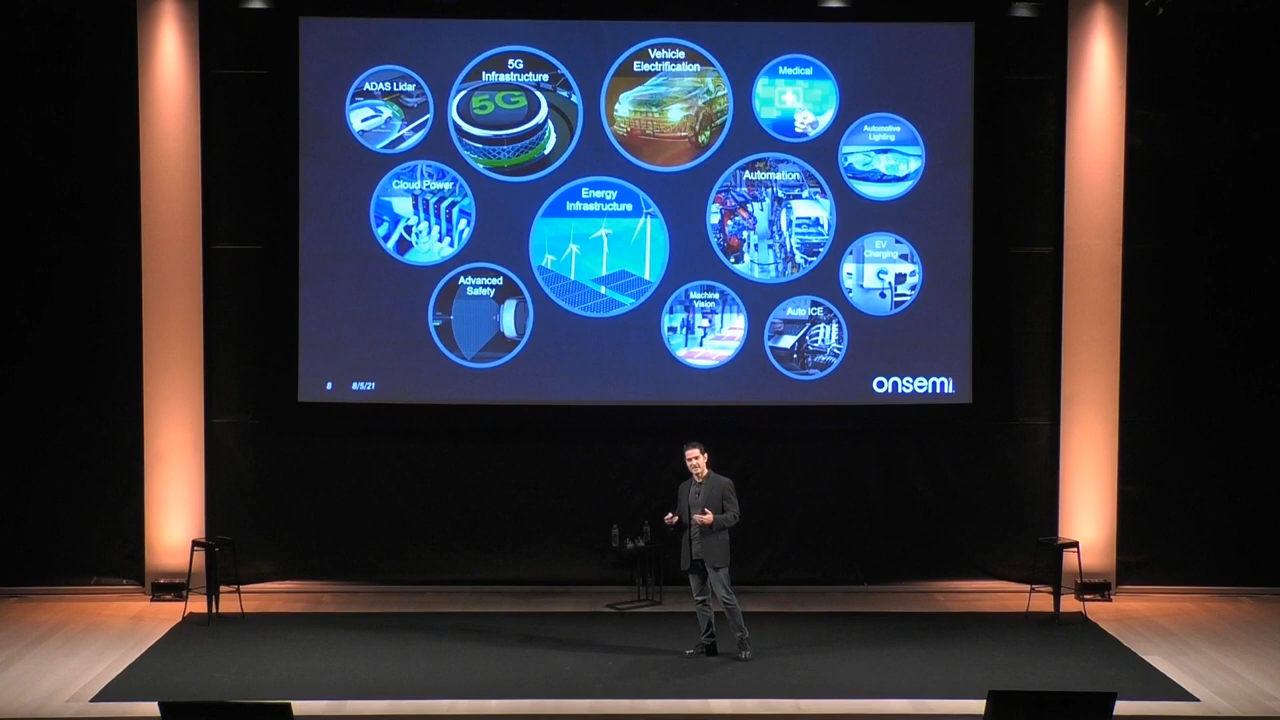 ADAS Lidar
5G
Infrastructure
5G
Vehicle
Electrification
Medical
Automotive
Lighting
Cloud Power
Energy
Infrastructure
Automation
EV
Charging
Advanced
Safety
Machine
Vision
Auto ICE
8 8/5/21
onsemi